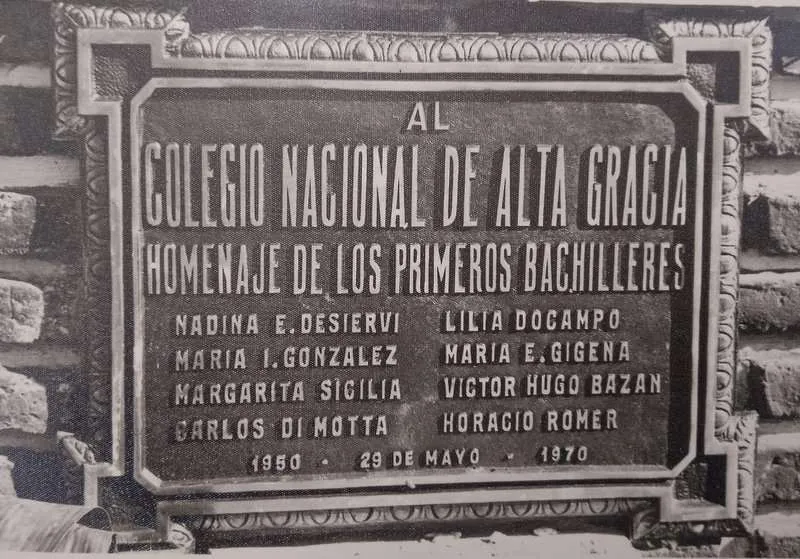 AL
COLEGIO NACIONAL DE ALTA GRACIA
HOMENAJE DE LOS PRIMEROS BACHILLERES
NADINA E. DESIERVI LILIA DOCAMPO
MARIA I. GONZALEZ MARIA E. GIGENA
MARGARITA SIGILIA VICTOR HUGO BAZAN
CARLOS DI MOTTA HORACIO ROMER
1950 - 29 DE MAYO - 1970